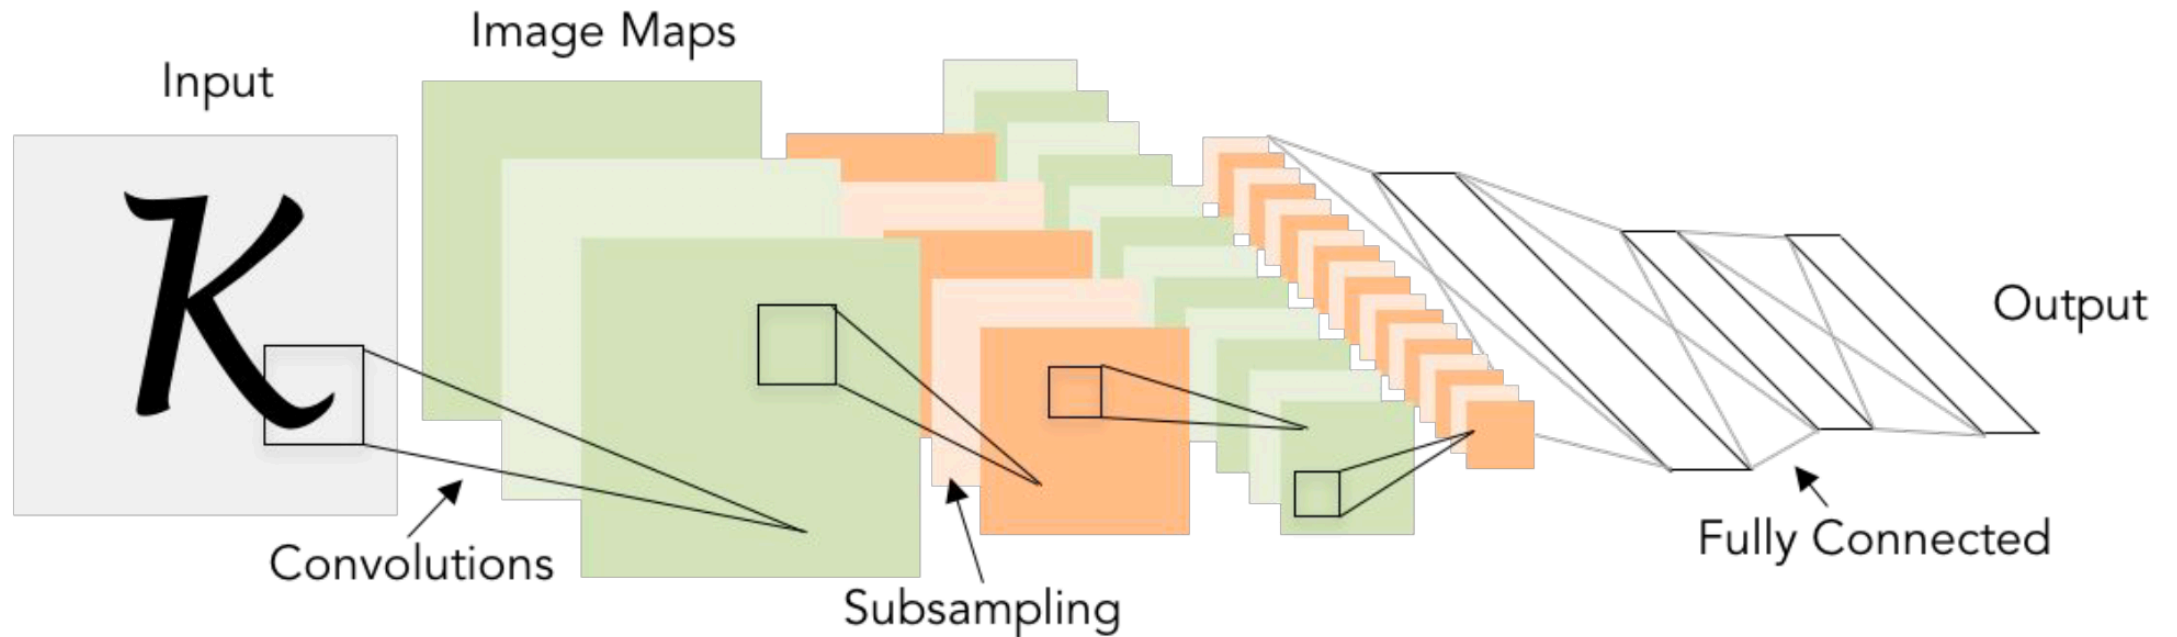 Image Maps
Input
K
Output
Convolutions
Subsampling
Fully Connected